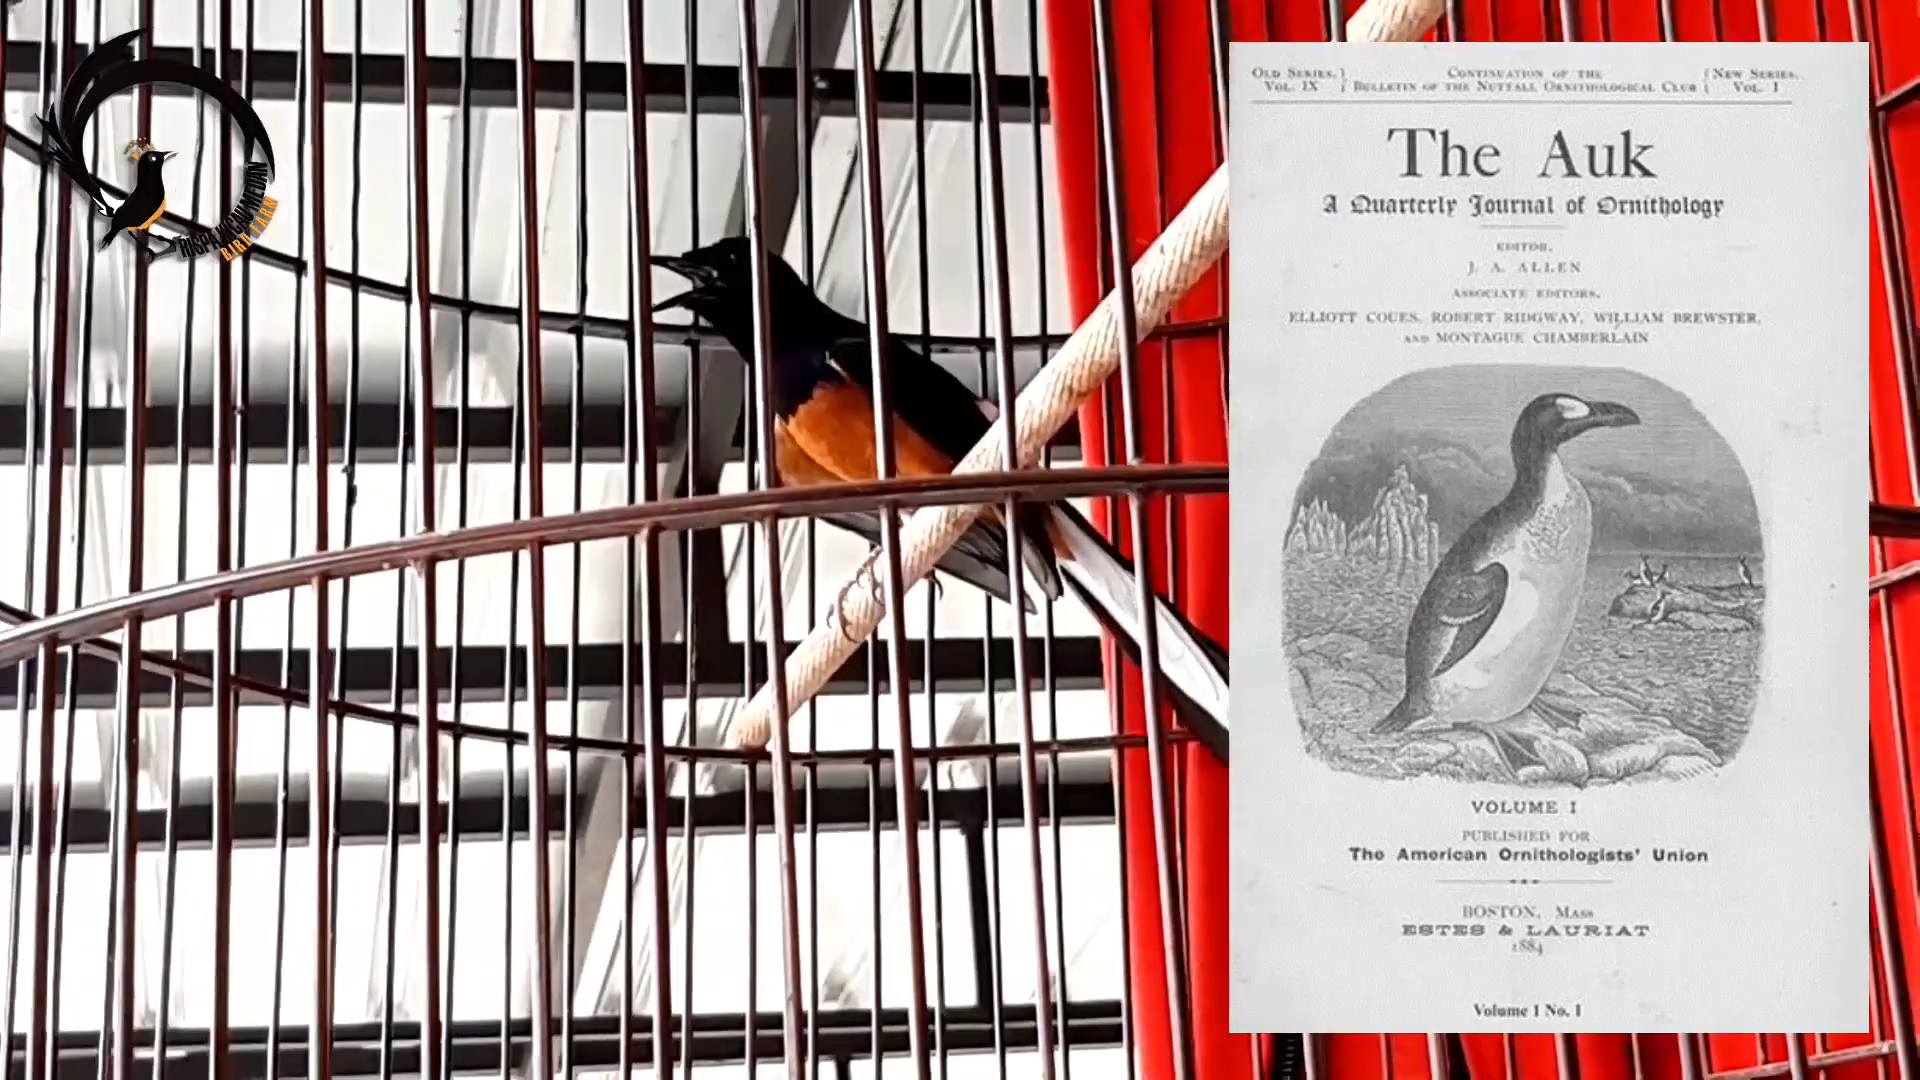 BIRD FARM
OLD SERIES, VOL. IX
CONTINUATION OF THE BULLETIN OF THE NUTTALL ORNITHOLOGICAL CLUB
NEW SERIES, VOL. I
The Auk
A Quarterly Journal of Ornithology
EDITOR,
J. A. ALLEN
ASSOCIATE EDITORS,
ELLIOTT COUES, ROBERT RIDGWAY, WILLIAM BREWSTER,
AND MONTAGUE CHAMBERLAIN
VOLUME I
PUBLISHED FOR
The American Ornithologists' Union
BOSTON, Mass
ESTES & LAURIAT
1884
Volume 1 No. 1